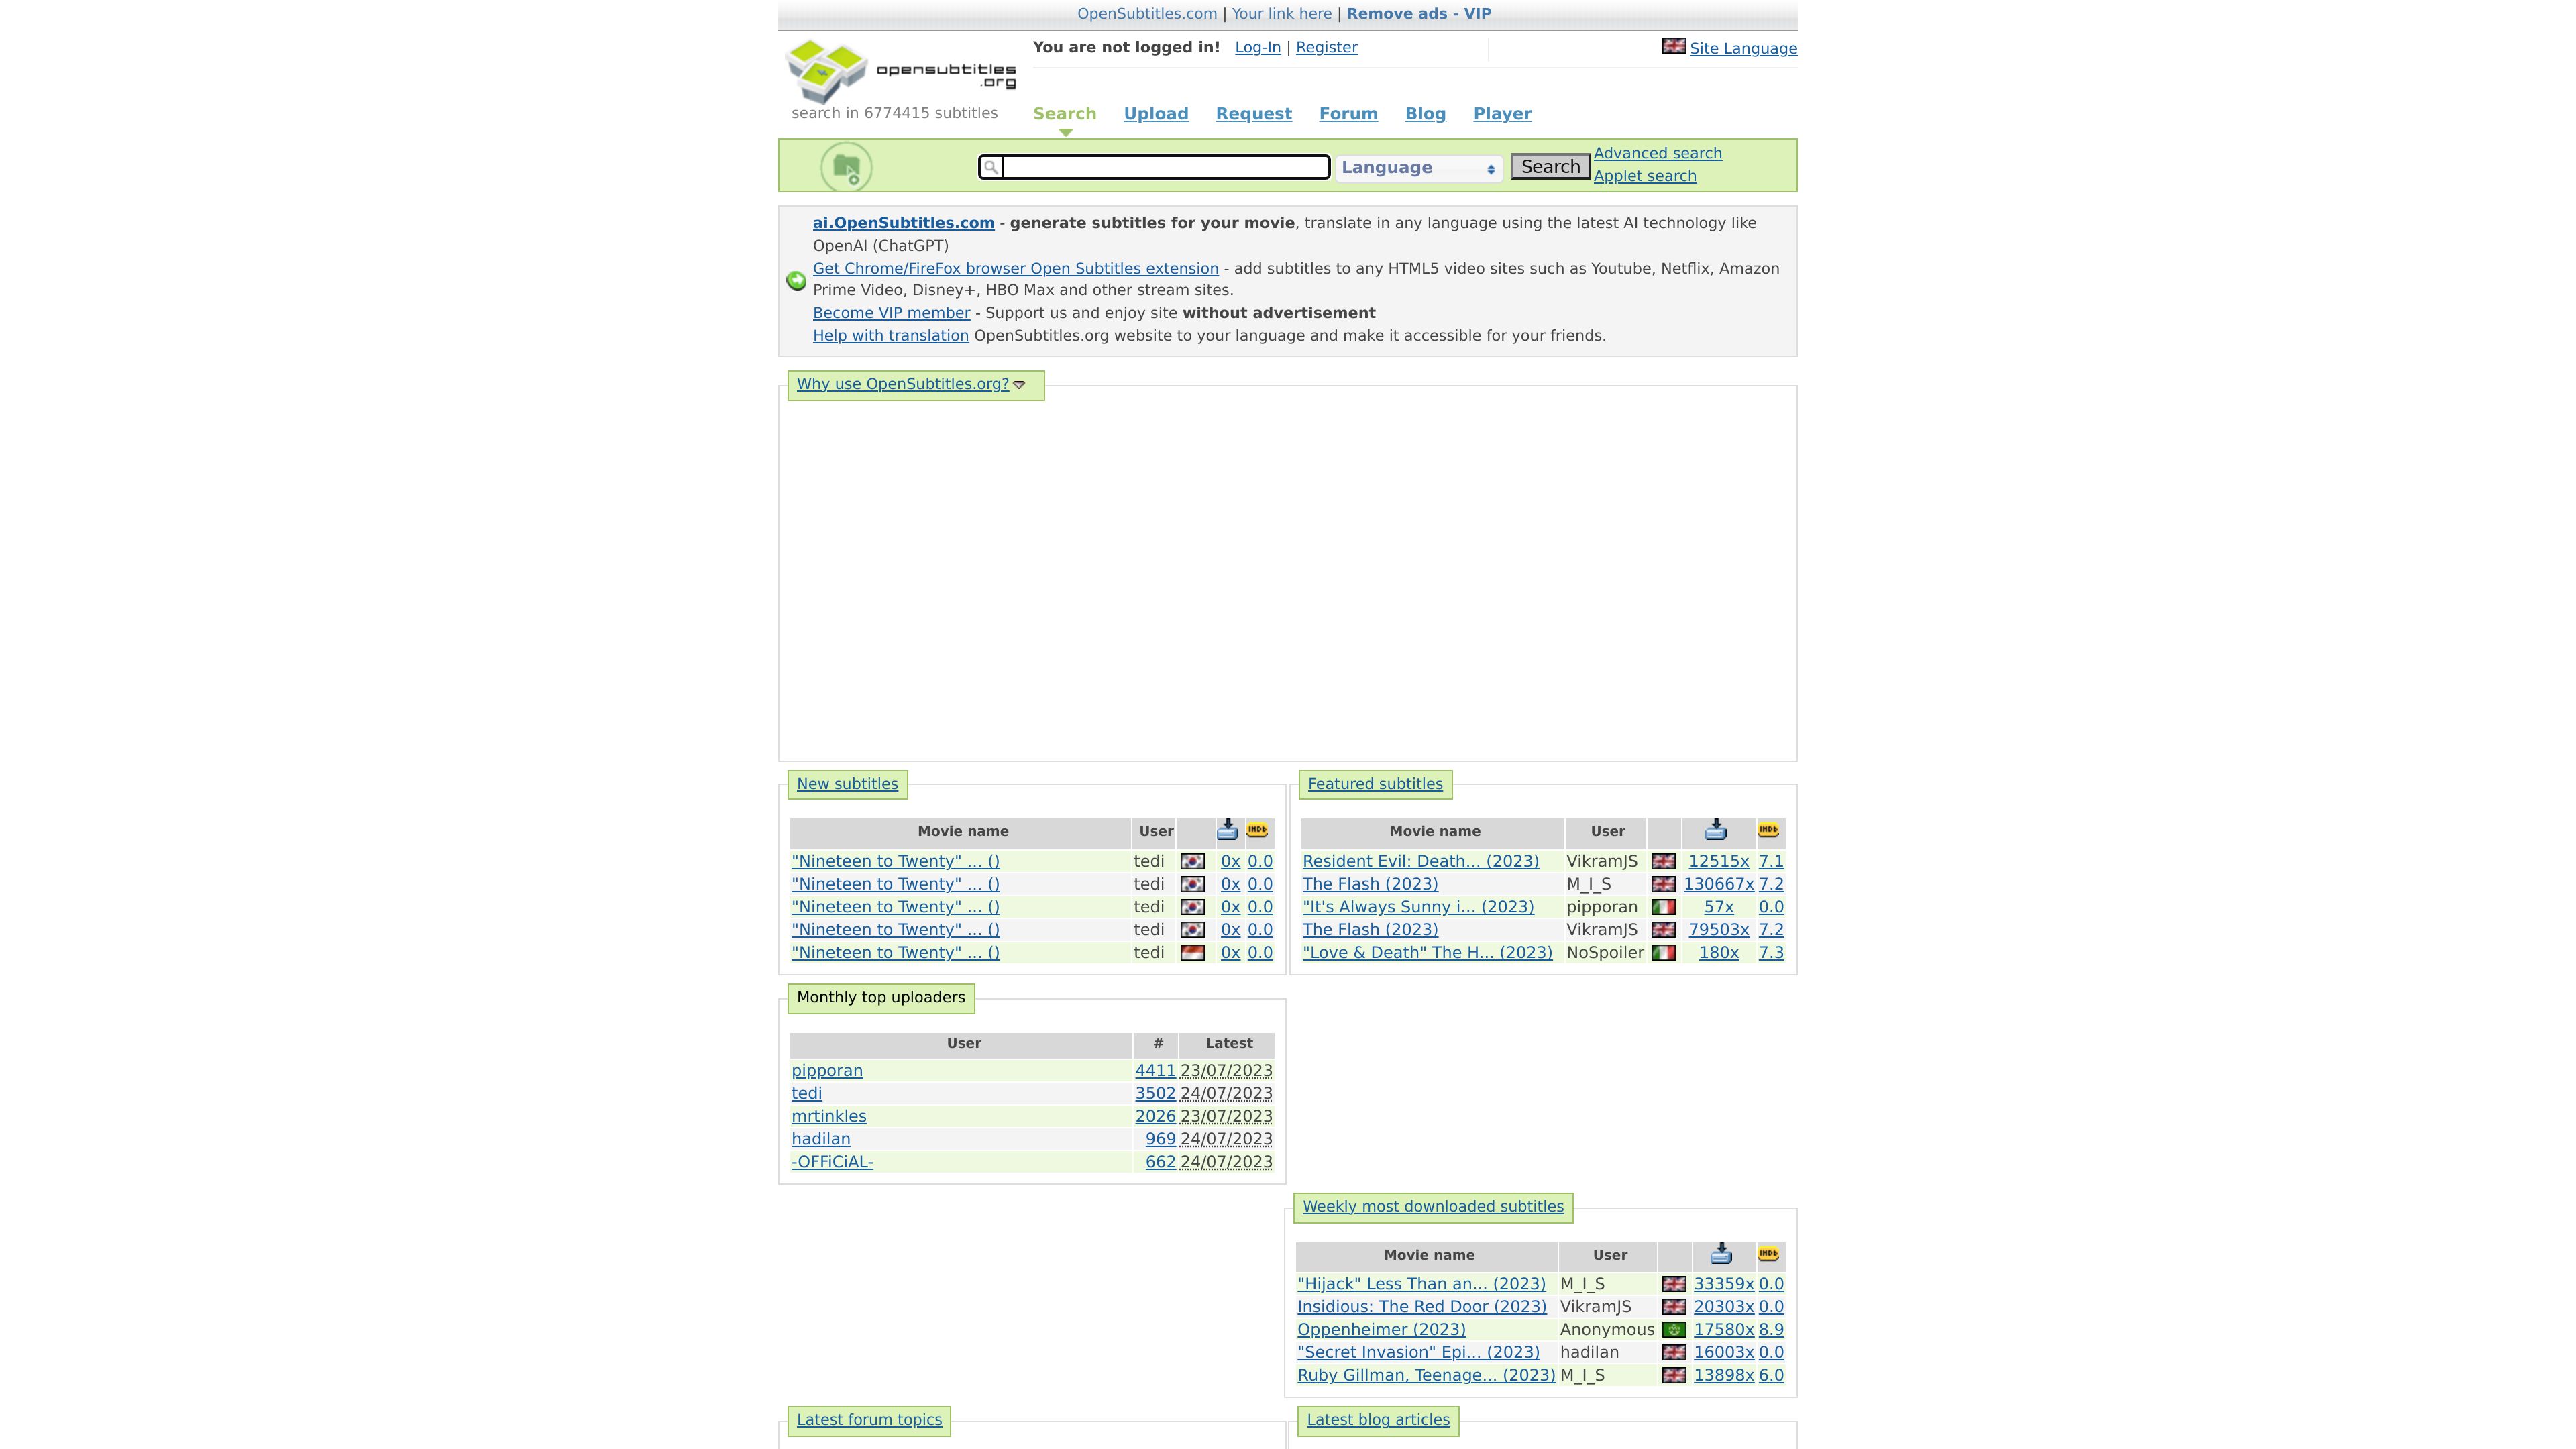 OpenSubtitles.com | Your link here | Remove ads - VIP
opensubtitles
.org
search in 6774415 subtitles
You are not logged in! Log-In | Register
Site Language
Search Upload Request Forum Blog Player
Language
Search
Advanced search
Applet search
ai.OpenSubtitles.com - generate subtitles for your movie, translate in any language using the latest AI technology like
OpenAI (ChatGPT)
Get Chrome/FireFox browser Open Subtitles extension - add subtitles to any HTML5 video sites such as Youtube, Netflix, Amazon
Prime Video, Disney+, HBO Max and other stream sites.
Become VIP member - Support us and enjoy site without advertisement
Help with translation OpenSubtitles.org website to your language and make it accessible for your friends.
Why use OpenSubtitles.org?
New subtitles
Movie name User IMDb
"Nineteen to Twenty" ... () tedi 0x 0.0
"Nineteen to Twenty" ... () tedi 0x 0.0
"Nineteen to Twenty" ... () tedi 0x 0.0
"Nineteen to Twenty" ... () tedi 0x 0.0
"Nineteen to Twenty" ... () tedi 0x 0.0
Featured subtitles
Movie name User IMDb
Resident Evil: Death... (2023) VikramJS 12515x 7.1
The Flash (2023) M_I_S 130667x 7.2
"It's Always Sunny i... (2023) pipporan 57x 0.0
The Flash (2023) VikramJS 79503x 7.2
"Love & Death" The H... (2023) NoSpoiler 180x 7.3
Monthly top uploaders
User # Latest
pipporan 4411 23/07/2023
tedi 3502 24/07/2023
mrtinkles 2026 23/07/2023
hadilan 969 24/07/2023
-OFFiCiAL- 662 24/07/2023
Weekly most downloaded subtitles
Movie name User IMDb
"Hijack" Less Than an... (2023) M_I_S 33359x 0.0
Insidious: The Red Door (2023) VikramJS 20303x 0.0
Oppenheimer (2023) Anonymous 17580x 8.9
"Secret Invasion" Epi... (2023) hadilan 16003x 0.0
Ruby Gillman, Teenage... (2023) M_I_S 13898x 6.0
Latest forum topics
Latest blog articles